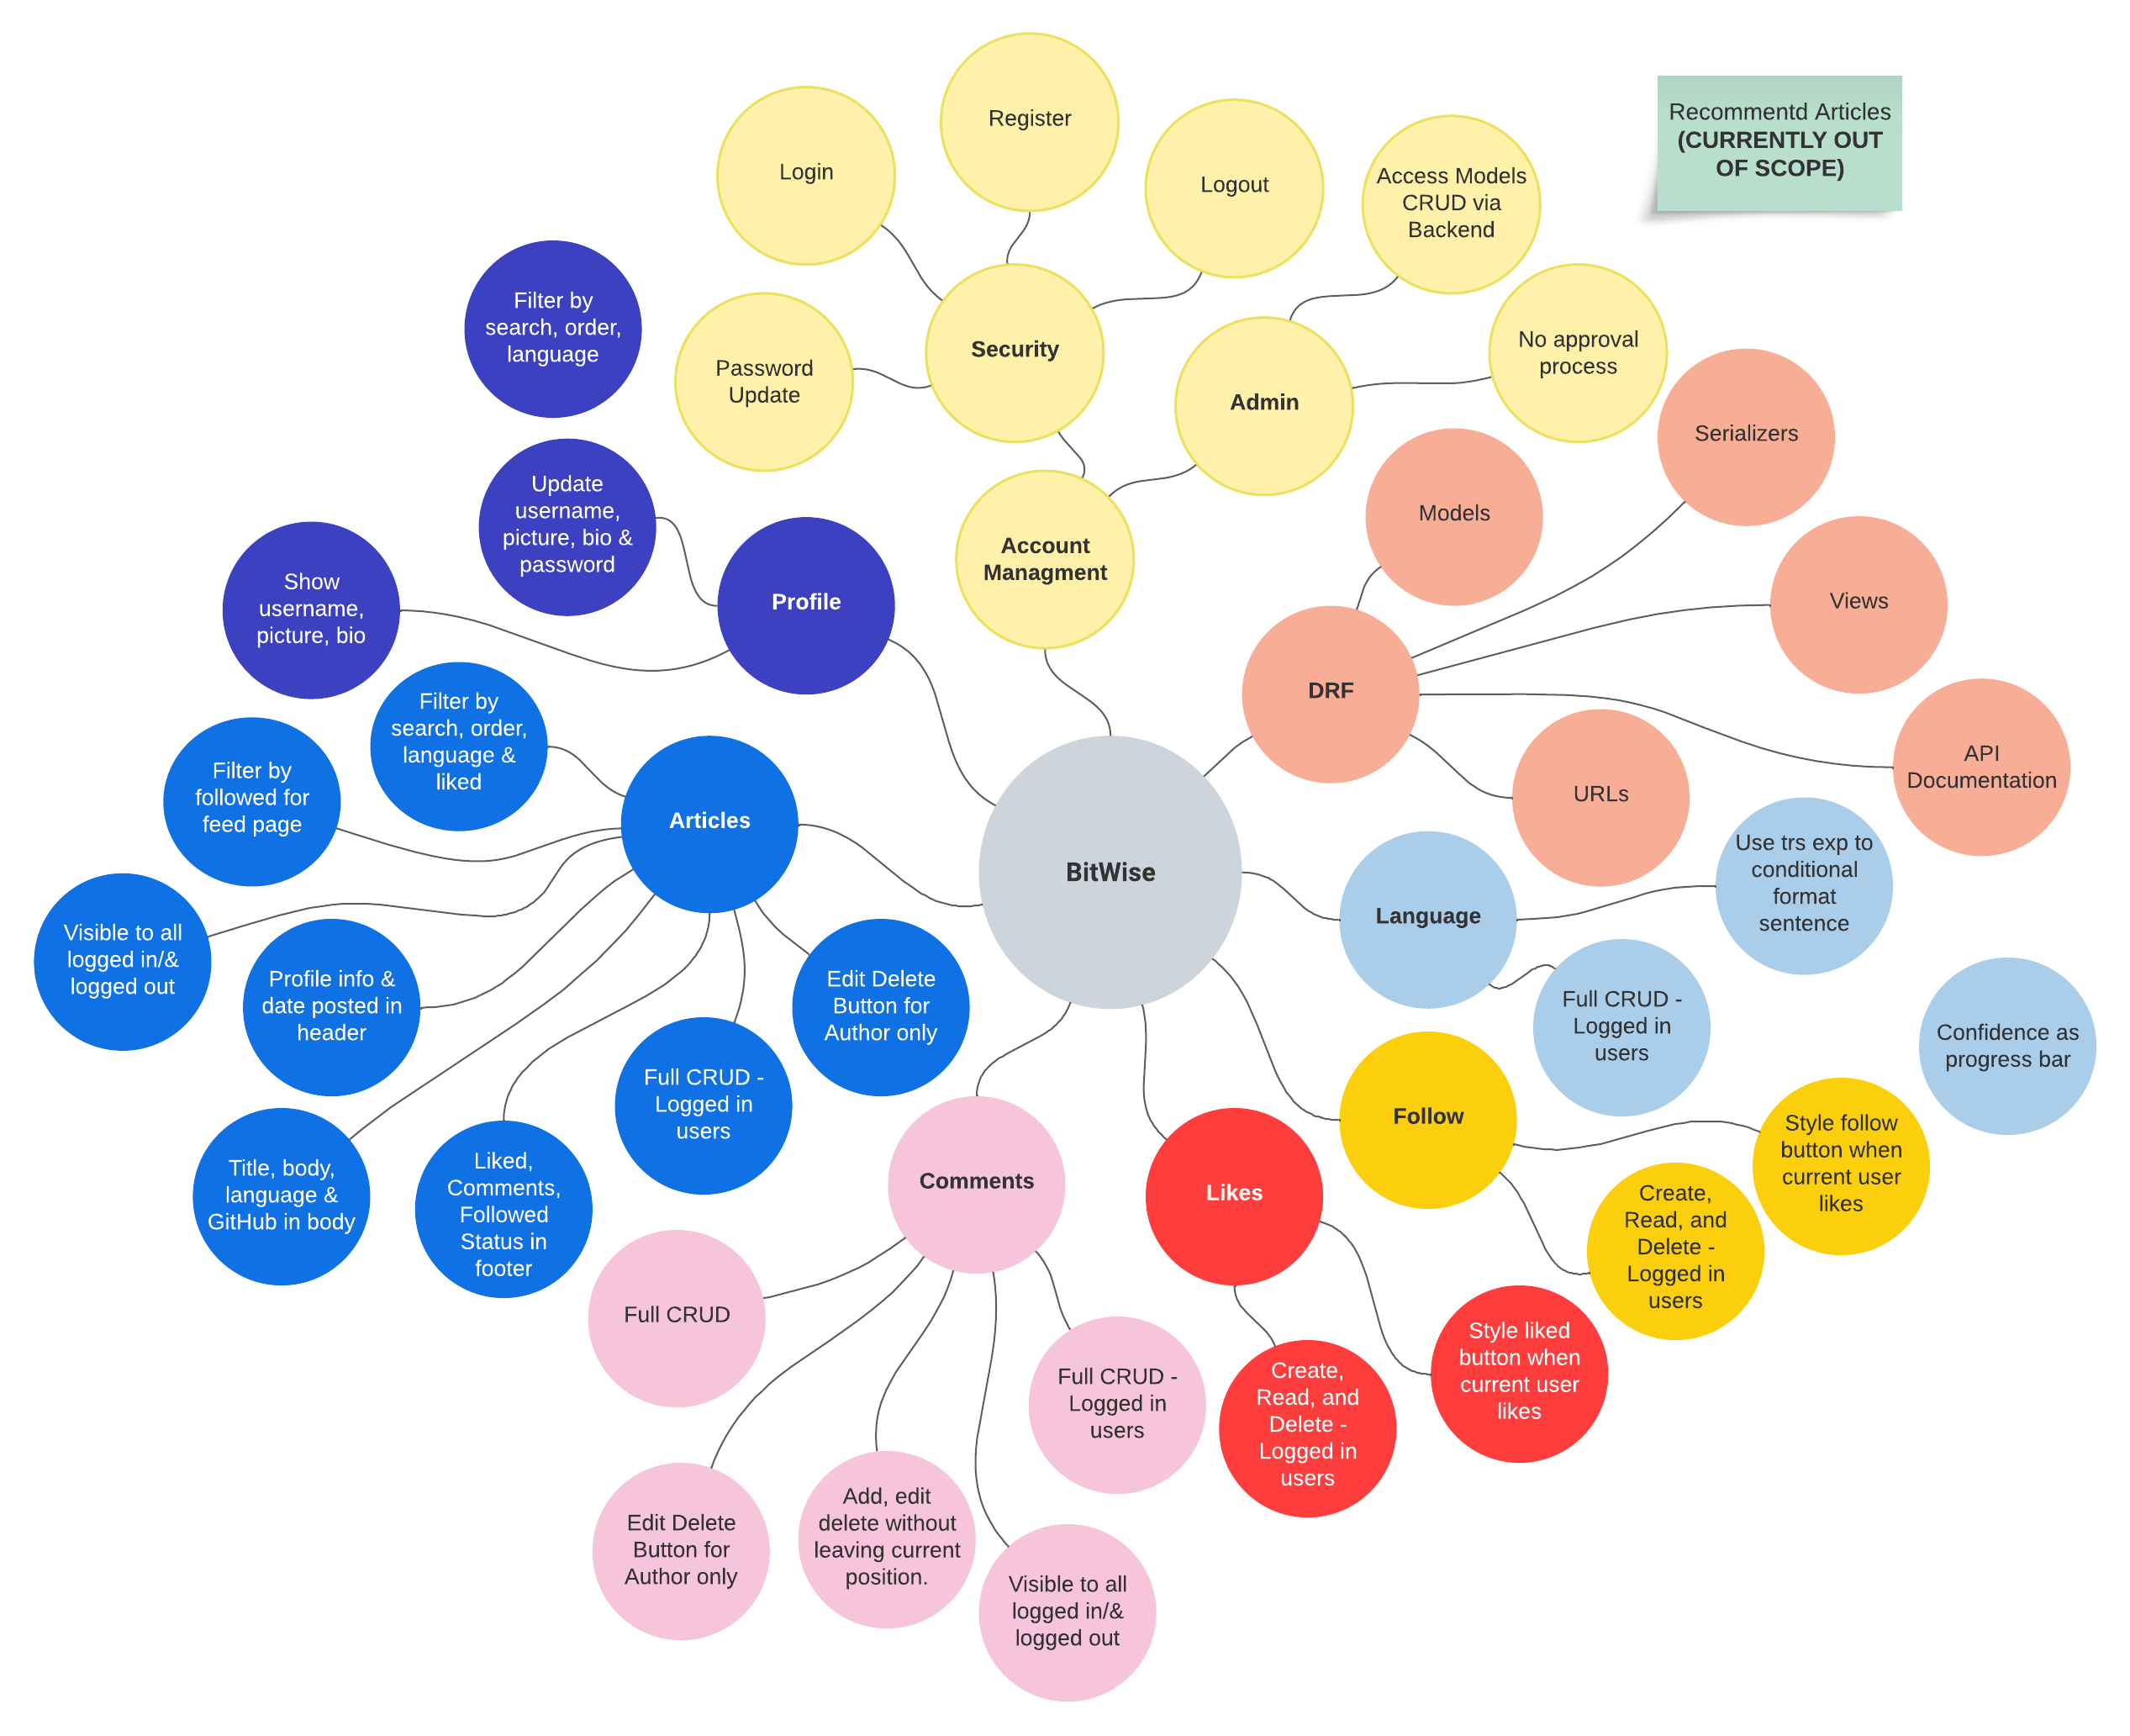 Register
Login
Logout
Access Models
CRUD via
Backend
Recommentd Articles
(CURRENTLY OUT
OF SCOPE)
Filter by
search, order,
language
Password
Update
Security
Admin
No approval
process
Serializers
Models
Update
username,
picture, bio &
password
Account
Managment
Show
username,
picture, bio
Profile
Views
DRF
Filter by
search, order,
language &
liked
API
Documentation
URLs
Filter by
followed for
feed page
Articles
BitWise
Language
Use trs exp to
conditional
format
sentence
Visible to all
logged in/&
logged out
Profile info &
date posted in
header
Edit Delete
Button for
Author only
Full CRUD -
Logged in
users
Confidence as
progress bar
Full CRUD -
Logged in
users
Follow
Style follow
button when
current user
likes
Title, body,
language &
GitHub in body
Liked,
Comments,
Followed
Status in
footer
Comments
Likes
Create,
Read, and
Delete -
Logged in
users
Full CRUD
Style liked
button when
current user
likes
Full CRUD -
Logged in
users
Create,
Read, and
Delete -
Logged in
users
Edit Delete
Button for
Author only
Add, edit
delete without
leaving current
position.
Visible to all
logged in/&
logged out